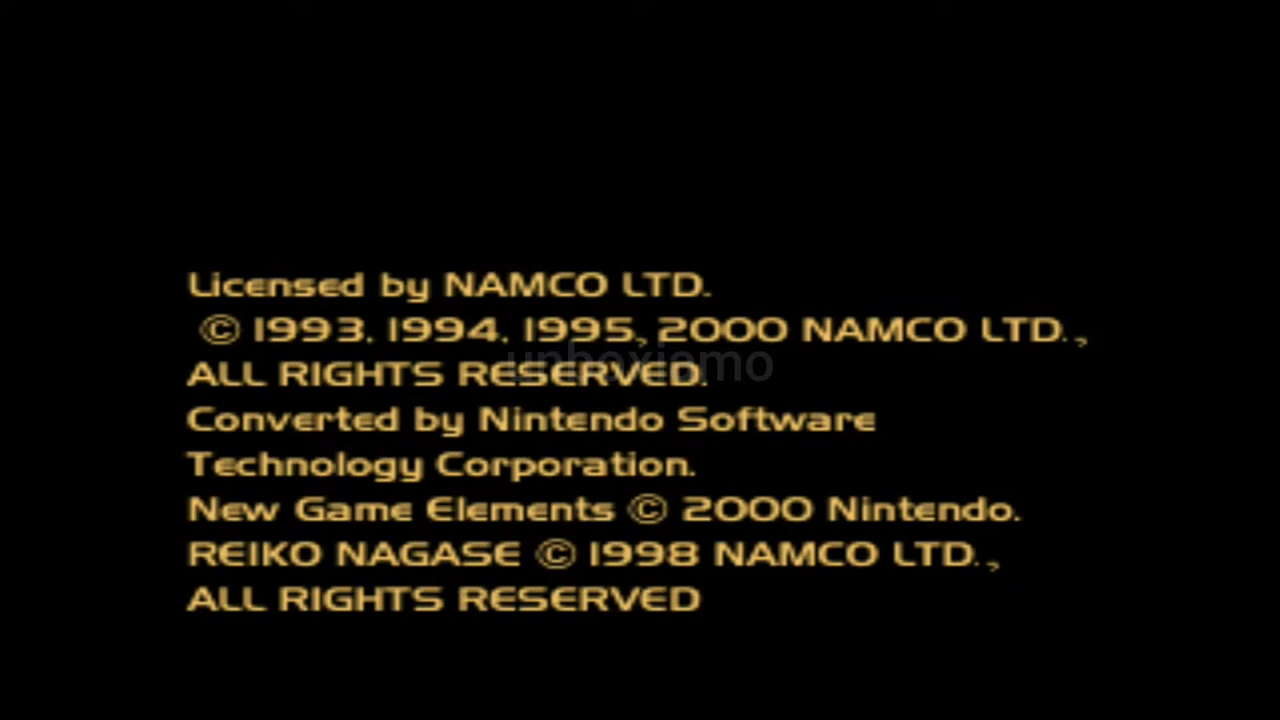 Licensed by NAMCO LTD.
© 1993, 1994, 1995, 2000 NAMCO LTD.,
ALL RIGHTS RESERVED.
Converted by Nintendo Software
Technology Corporation.
New Game Elements © 2000 Nintendo.
REIKO NAGASE © 1998 NAMCO LTD.,
ALL RIGHTS RESERVED